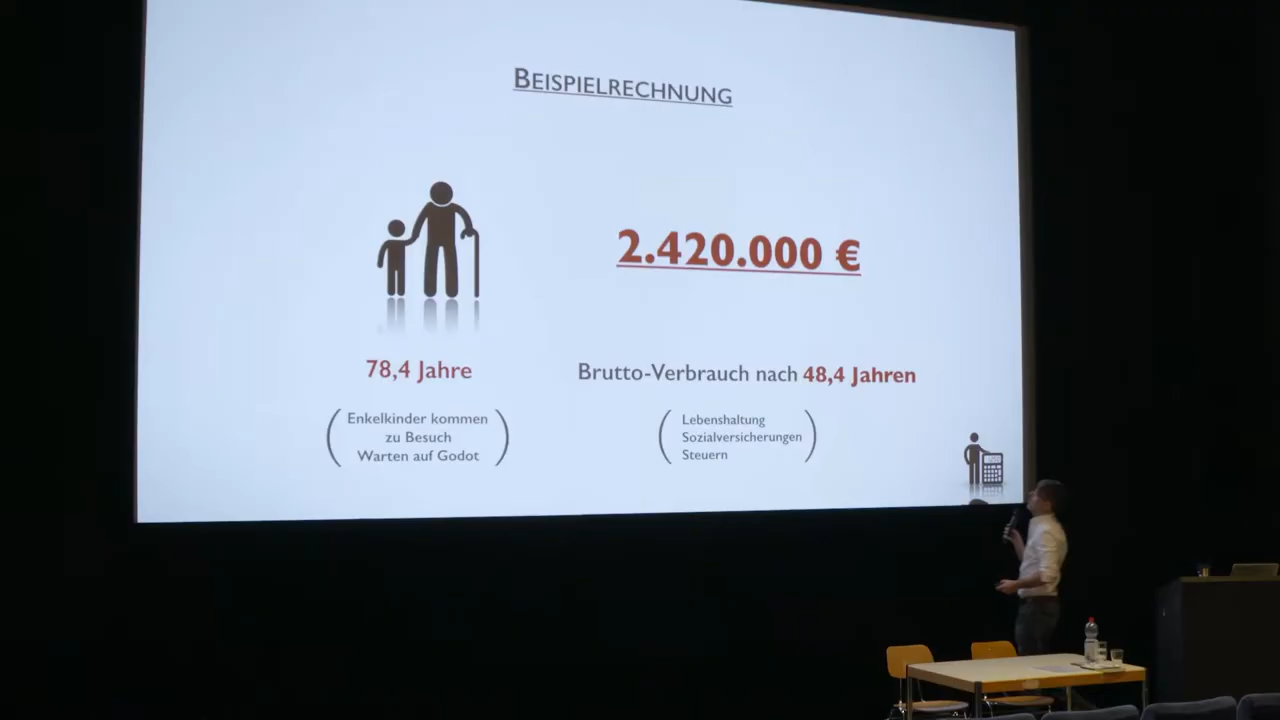 BEISPIELRECHNUNG
2.420.000 €
78,4 Jahre
Brutto-Verbrauch nach 48,4 Jahren
Enkelkinder kommen
zu Besuch
Warten auf Godot
Lebenshaltung
Sozialversicherungen
Steuern